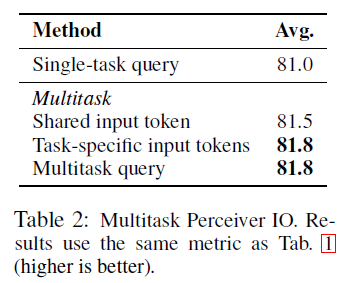 Method Avg.
Single-task query 81.0
Multitask
Shared input token 81.5
Task-specific input tokens 81.8
Multitask query 81.8
Table 2: Multitask Perceiver IO. Re-
sults use the same metric as Tab. 1
(higher is better).